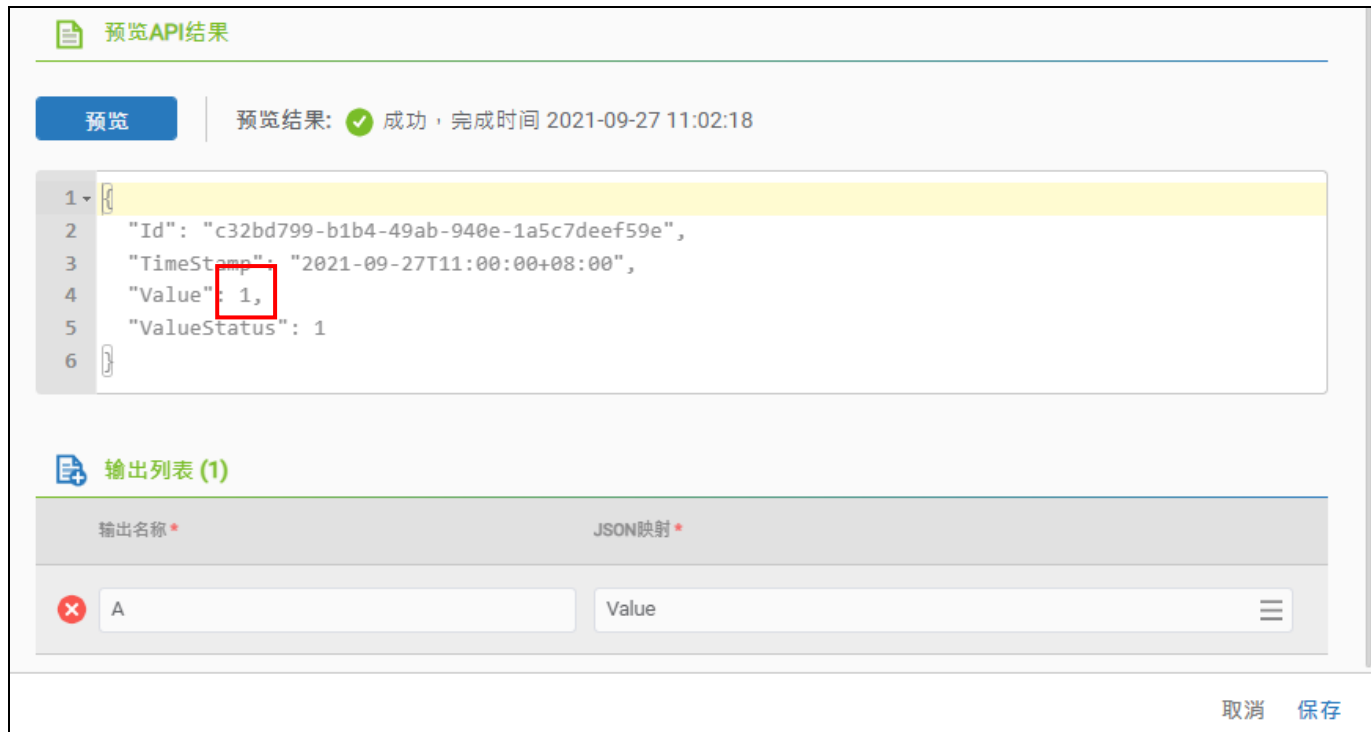 预览API结果
预览 预览结果: 成功，完成时间 2021-09-27 11:02:18
1 {
2 "Id": "c32bd799-b1b4-49ab-940e-1a5c7deef59e",
3 "TimeStamp": "2021-09-27T11:00:00+08:00",
4 "Value": 1,
5 "ValueStatus": 1
6 }
输出列表 (1)
输出名称* JSON映射*
A Value
取消 保存